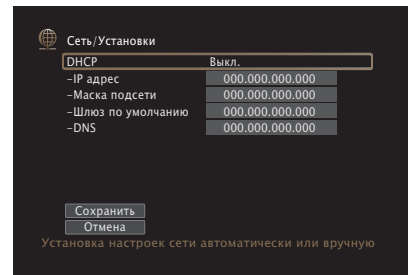 Сеть/Установки
DHCP Выкл.
–IP адрес 000.000.000.000
–Маска подсети 000.000.000.000
–Шлюз по умолчанию 000.000.000.000
–DNS 000.000.000.000
Сохранить
Отмена
Установка настроек сети автоматически или вручную